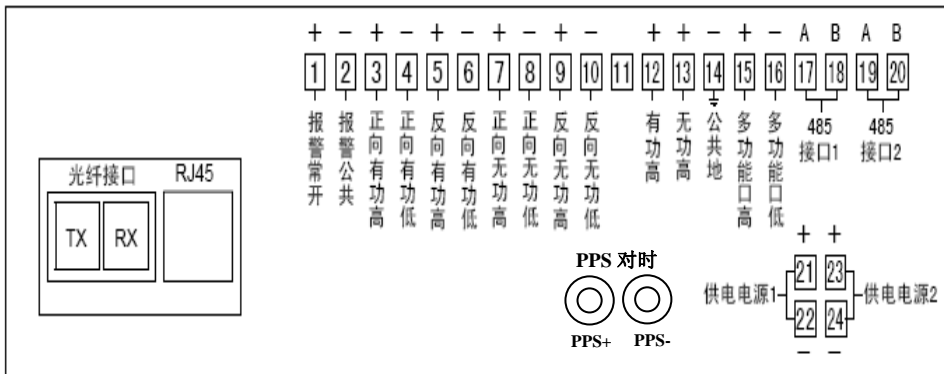 + − + − + − + − + − + + − + − A B A B
1 2 3 4 5 6 7 8 9 10 11 12 13 14 15 16 17 18 19 20
报警常开
报警公共
正向有功高
正向有功低
反向有功高
反向有功低
正向无功高
正向无功低
反向无功高
反向无功低
有功高
无功高
公共地
多功能口高
多功能口低
485
接口1
485
接口2
光纤接口 RJ45
TX RX
PPS 对时
PPS+ PPS-
+ +
21 23
供电电源1 供电电源2
22 24
− −